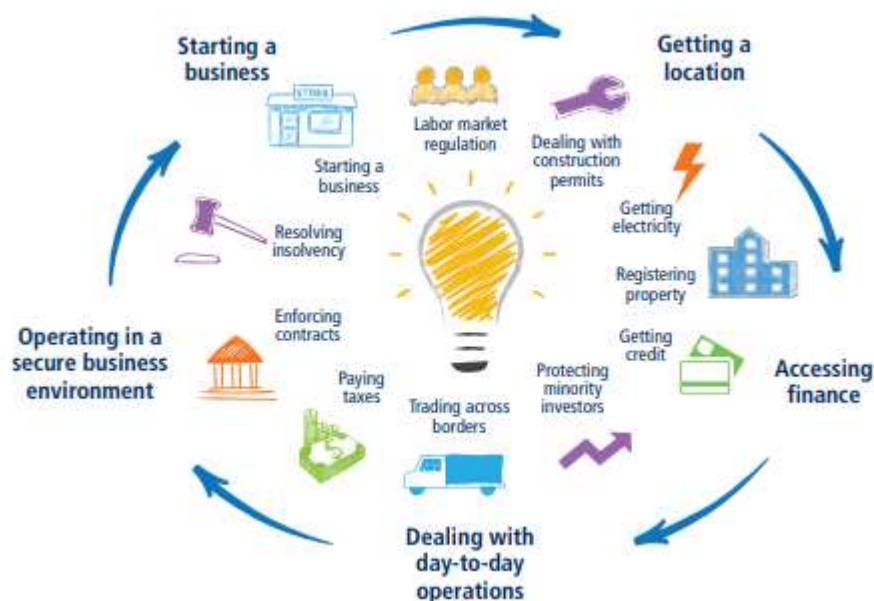 Starting a
business
Getting a
location
STORE
Labor market
regulation
Dealing with
construction
permits
Starting a
business
Getting
electricity
Resolving
insolvency
Registering
property
Enforcing
contracts
Getting
credit
Operating in a
secure business
environment
Accessing
finance
Paying
taxes
Protecting
minority
investors
Trading across
borders
Dealing with
day-to-day
operations